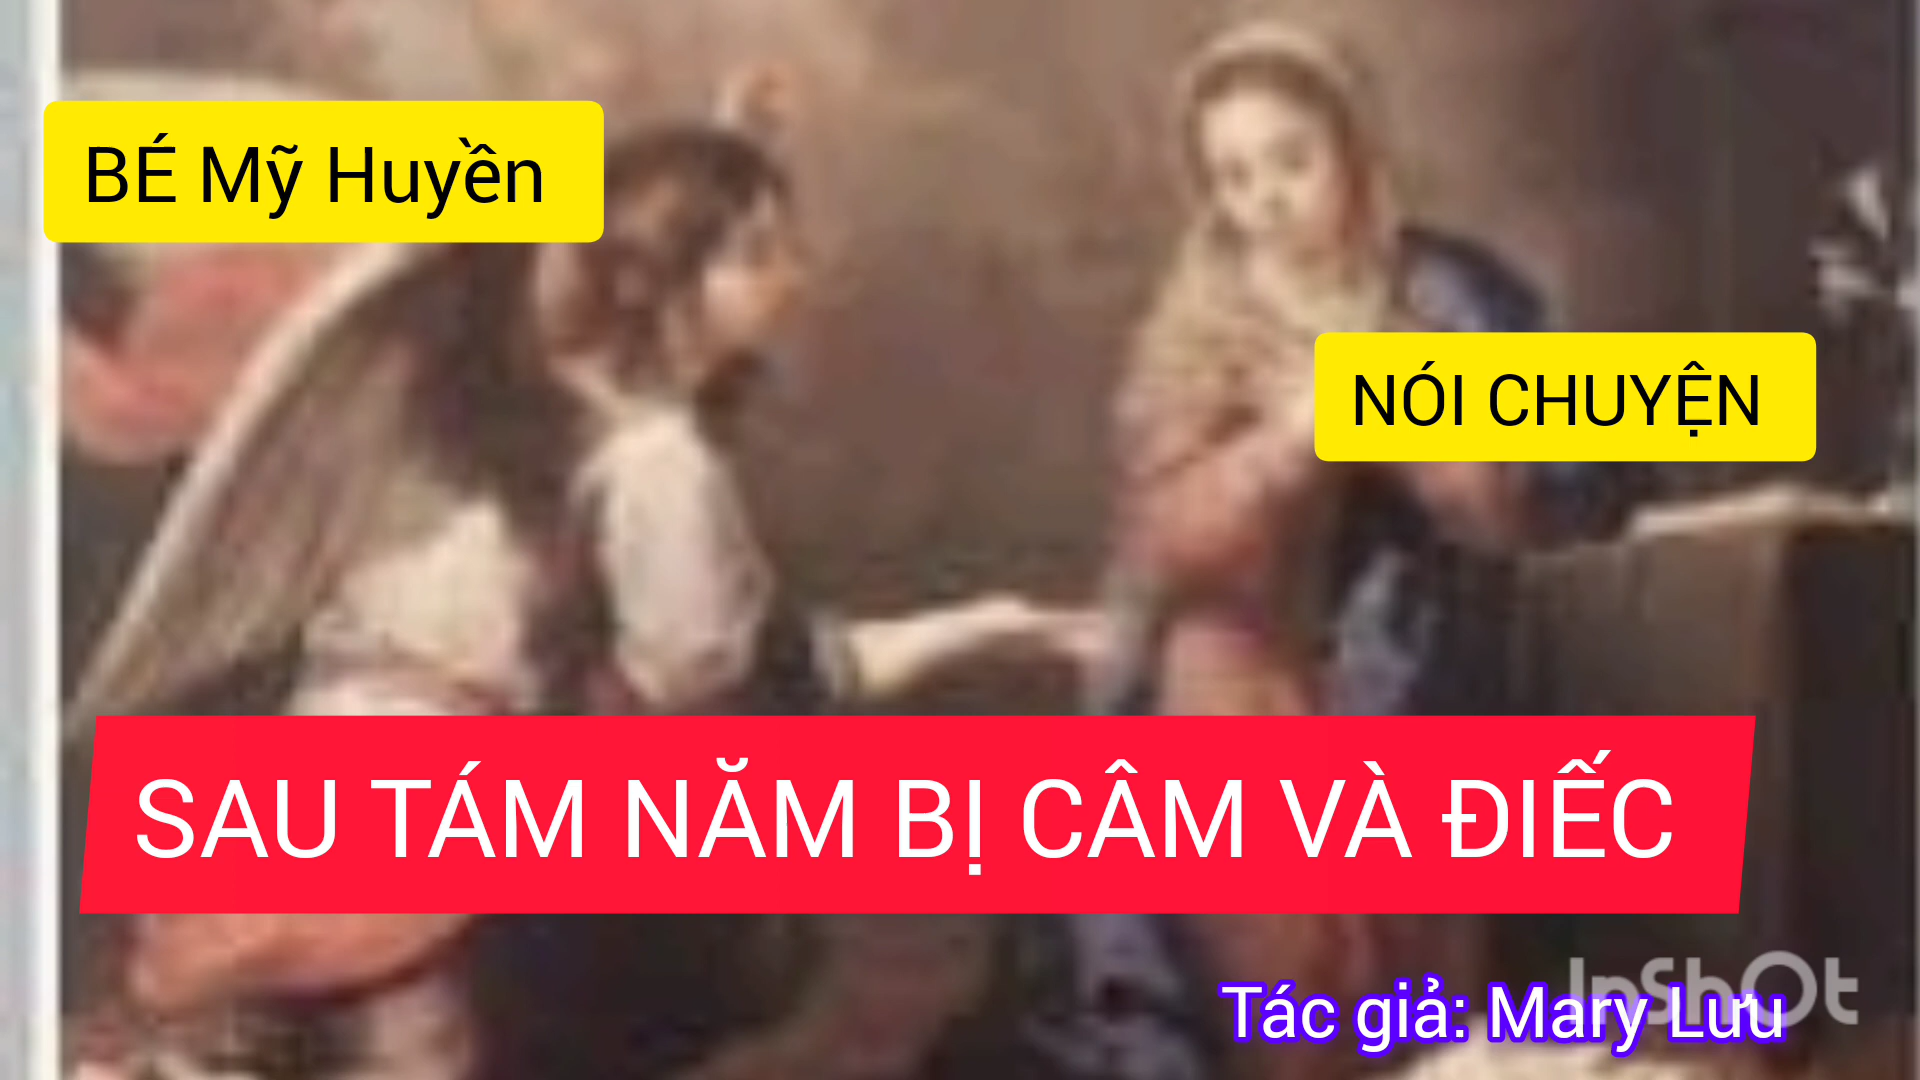 BÉ Mỹ Huyền
NÓI CHUYỆN
SAU TÁM NĂM BỊ CÂM VÀ ĐIẾC
InShOt
Tác giả: Mary Lưu